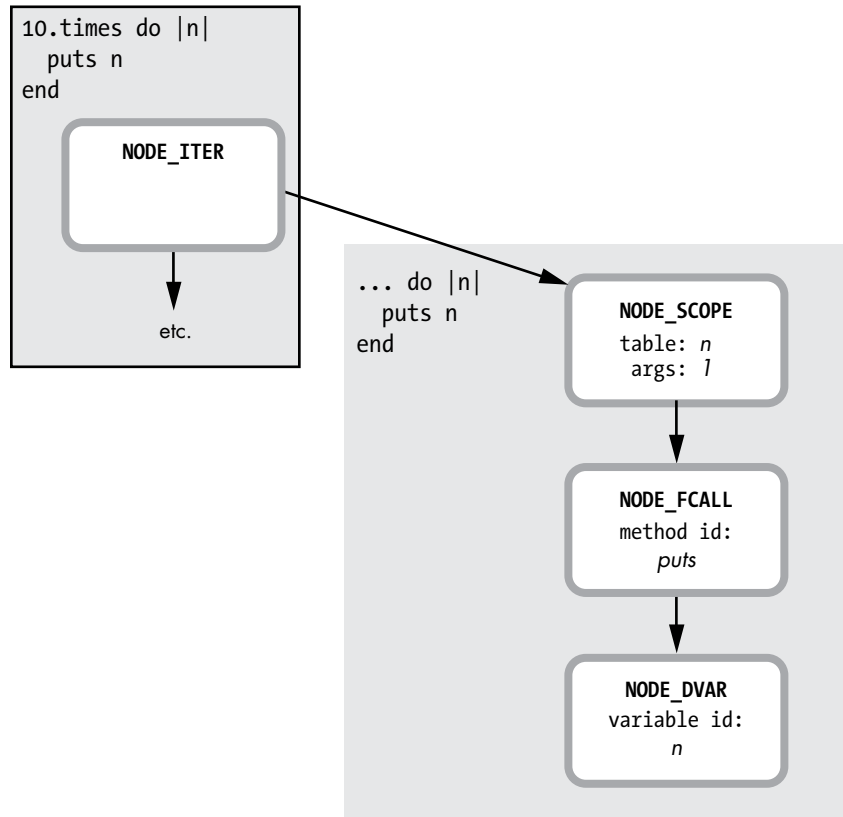 10.times do |n|
  puts n
end
NODE_ITER
etc.
... do |n|
  puts n
end
NODE_SCOPE
table: n
args: 1
NODE_FCALL
method id:
puts
NODE_DVAR
variable id:
n